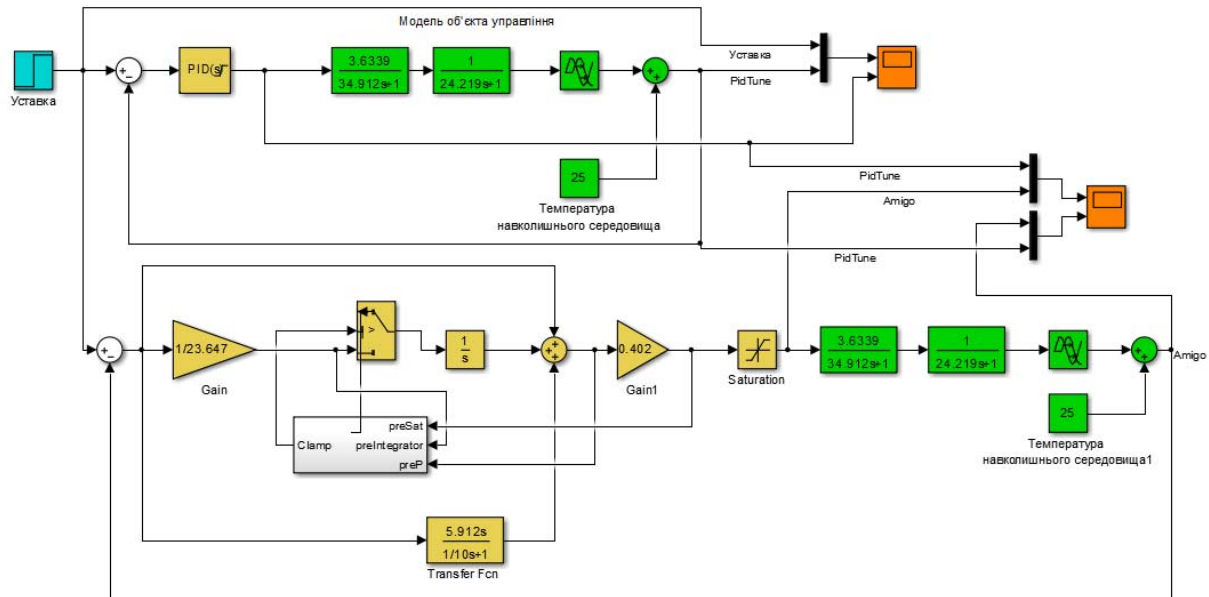 Модель об'єкта управління
Уставка
PID(s)
3.6339
34.912s+1
1
24.219s+1
Уставка
PidTune
25
Температура
навколишнього середовища
PidTune
Amigo
PidTune
1/23.647
Gain
>
1
s
0.402
Gain1
Saturation
3.6339
34.912s+1
1
24.219s+1
Amigo
25
Температура
навколишнього середовища1
Clamp
preSat
preIntegrator
preP
5.912s
1/10s+1
Transfer Fcn